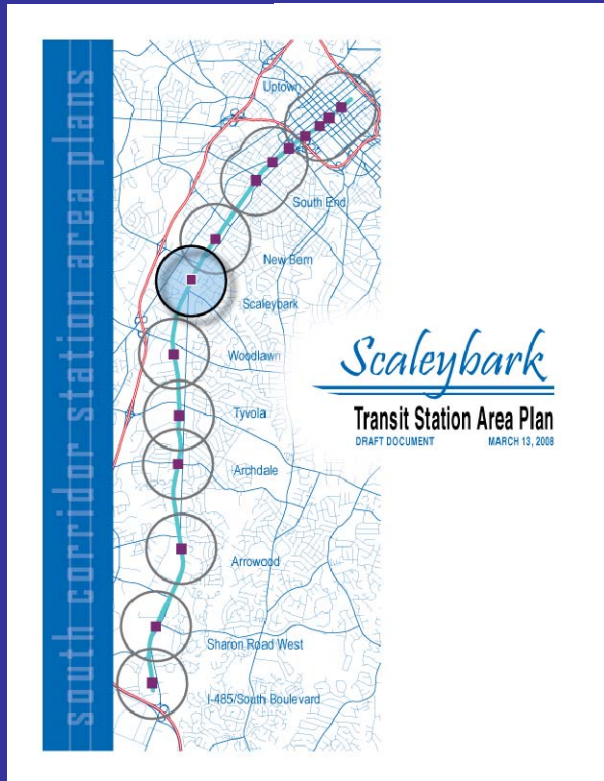 south corridor station area plans
Uptown
South End
New Bern
Scaleybark
Woodlawn
Tyvola
Archdale
Arrowood
Sharon Road West
I-485/South Boulevard
Scaleybark
Transit Station Area Plan
DRAFT DOCUMENT MARCH 13, 2008